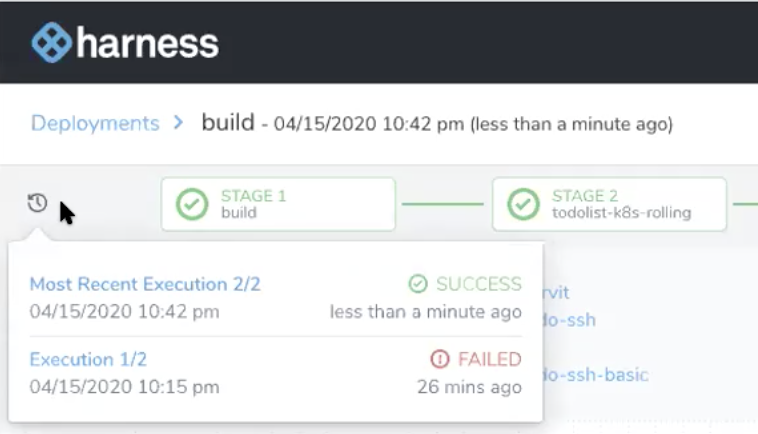 harness
Deployments > build - 04/15/2020 10:42 pm (less than a minute ago)
STAGE 1
build
STAGE 2
todolist-k8s-rolling
Most Recent Execution 2/2 SUCCESS
04/15/2020 10:42 pm less than a minute ago
Execution 1/2 FAILED
04/15/2020 10:15 pm 26 mins ago
rvit
do-ssh
do-ssh-basic